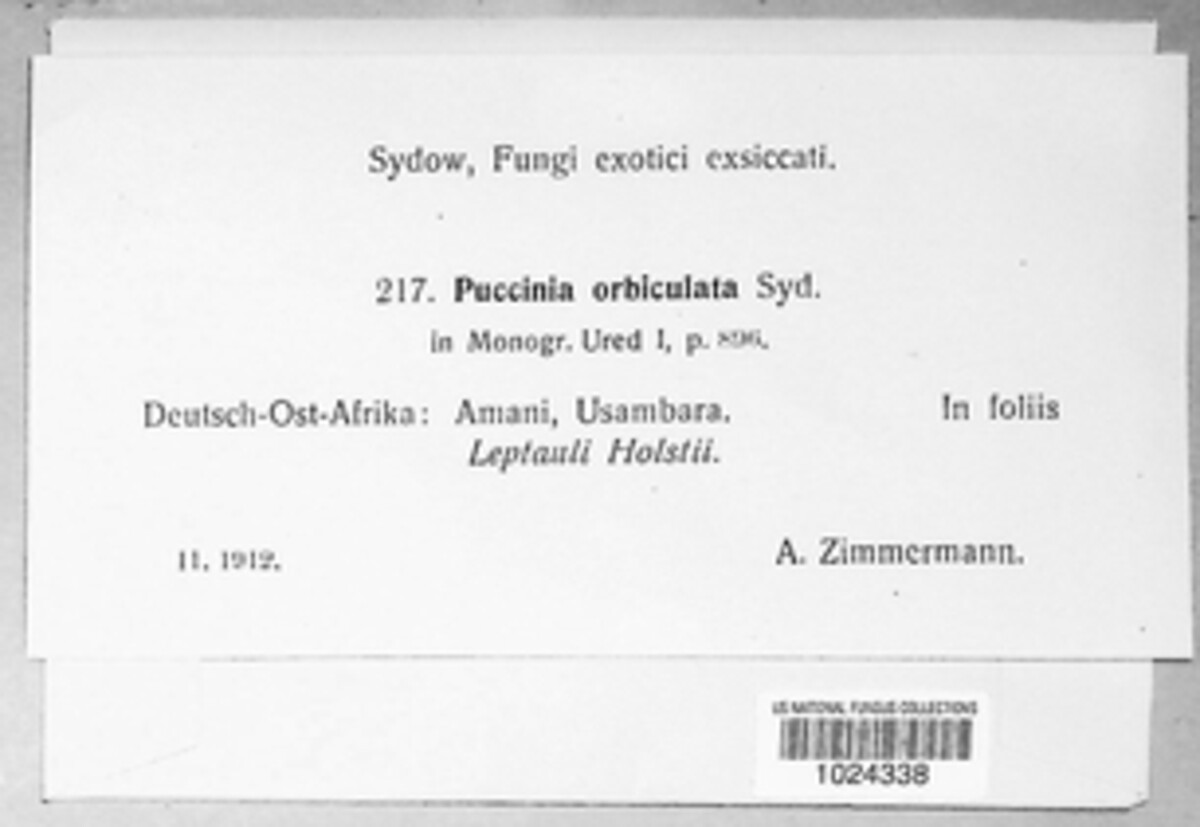 Sydow, Fungi exotici exsiccati.
217. Puccinia orbiculata Syd.
in Monogr. Ured I, p. 896.
Deutsch-Ost-Afrika: Amani, Usambara. In foliis
Leptauli Holstii.
11. 1912. A. Zimmermann.
US NATIONAL FUNGUS COLLECTIONS
1024338